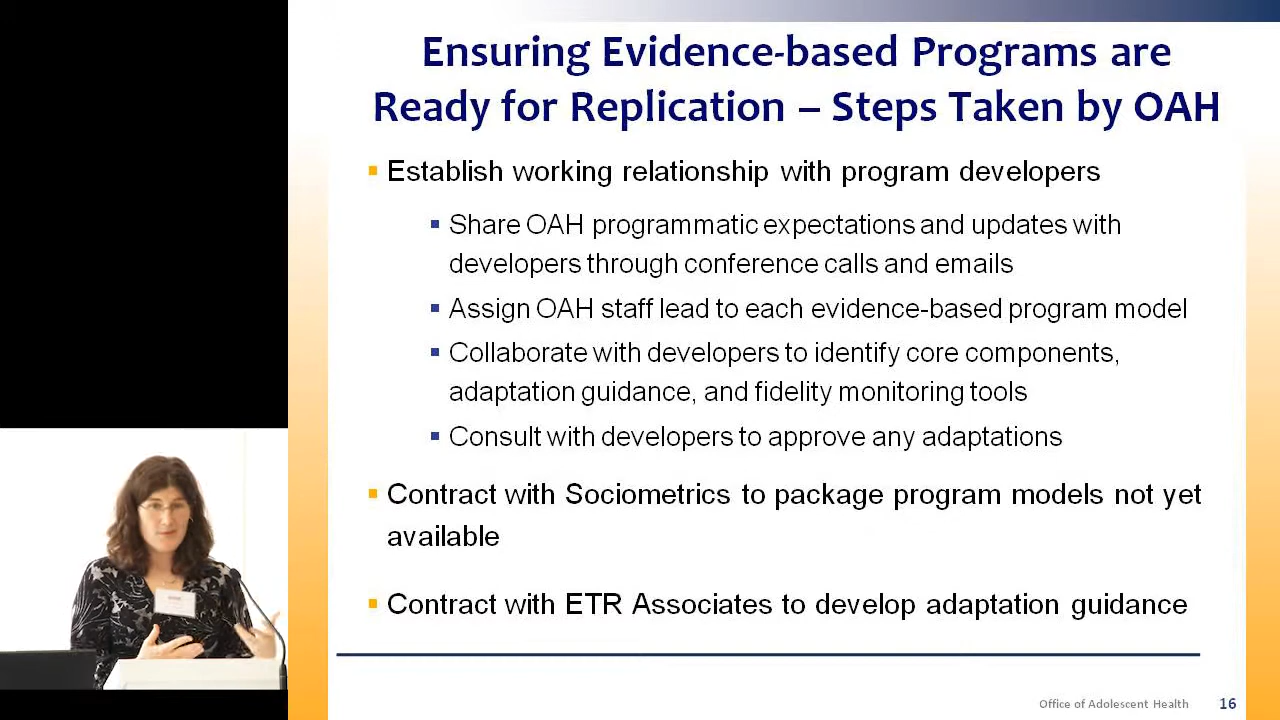 Ensuring Evidence-based Programs are
Ready for Replication – Steps Taken by OAH
Establish working relationship with program developers
Share OAH programmatic expectations and updates with
developers through conference calls and emails
Assign OAH staff lead to each evidence-based program model
Collaborate with developers to identify core components,
adaptation guidance, and fidelity monitoring tools
Consult with developers to approve any adaptations
Contract with Sociometrics to package program models not yet
available
Contract with ETR Associates to develop adaptation guidance
Office of Adolescent Health 16